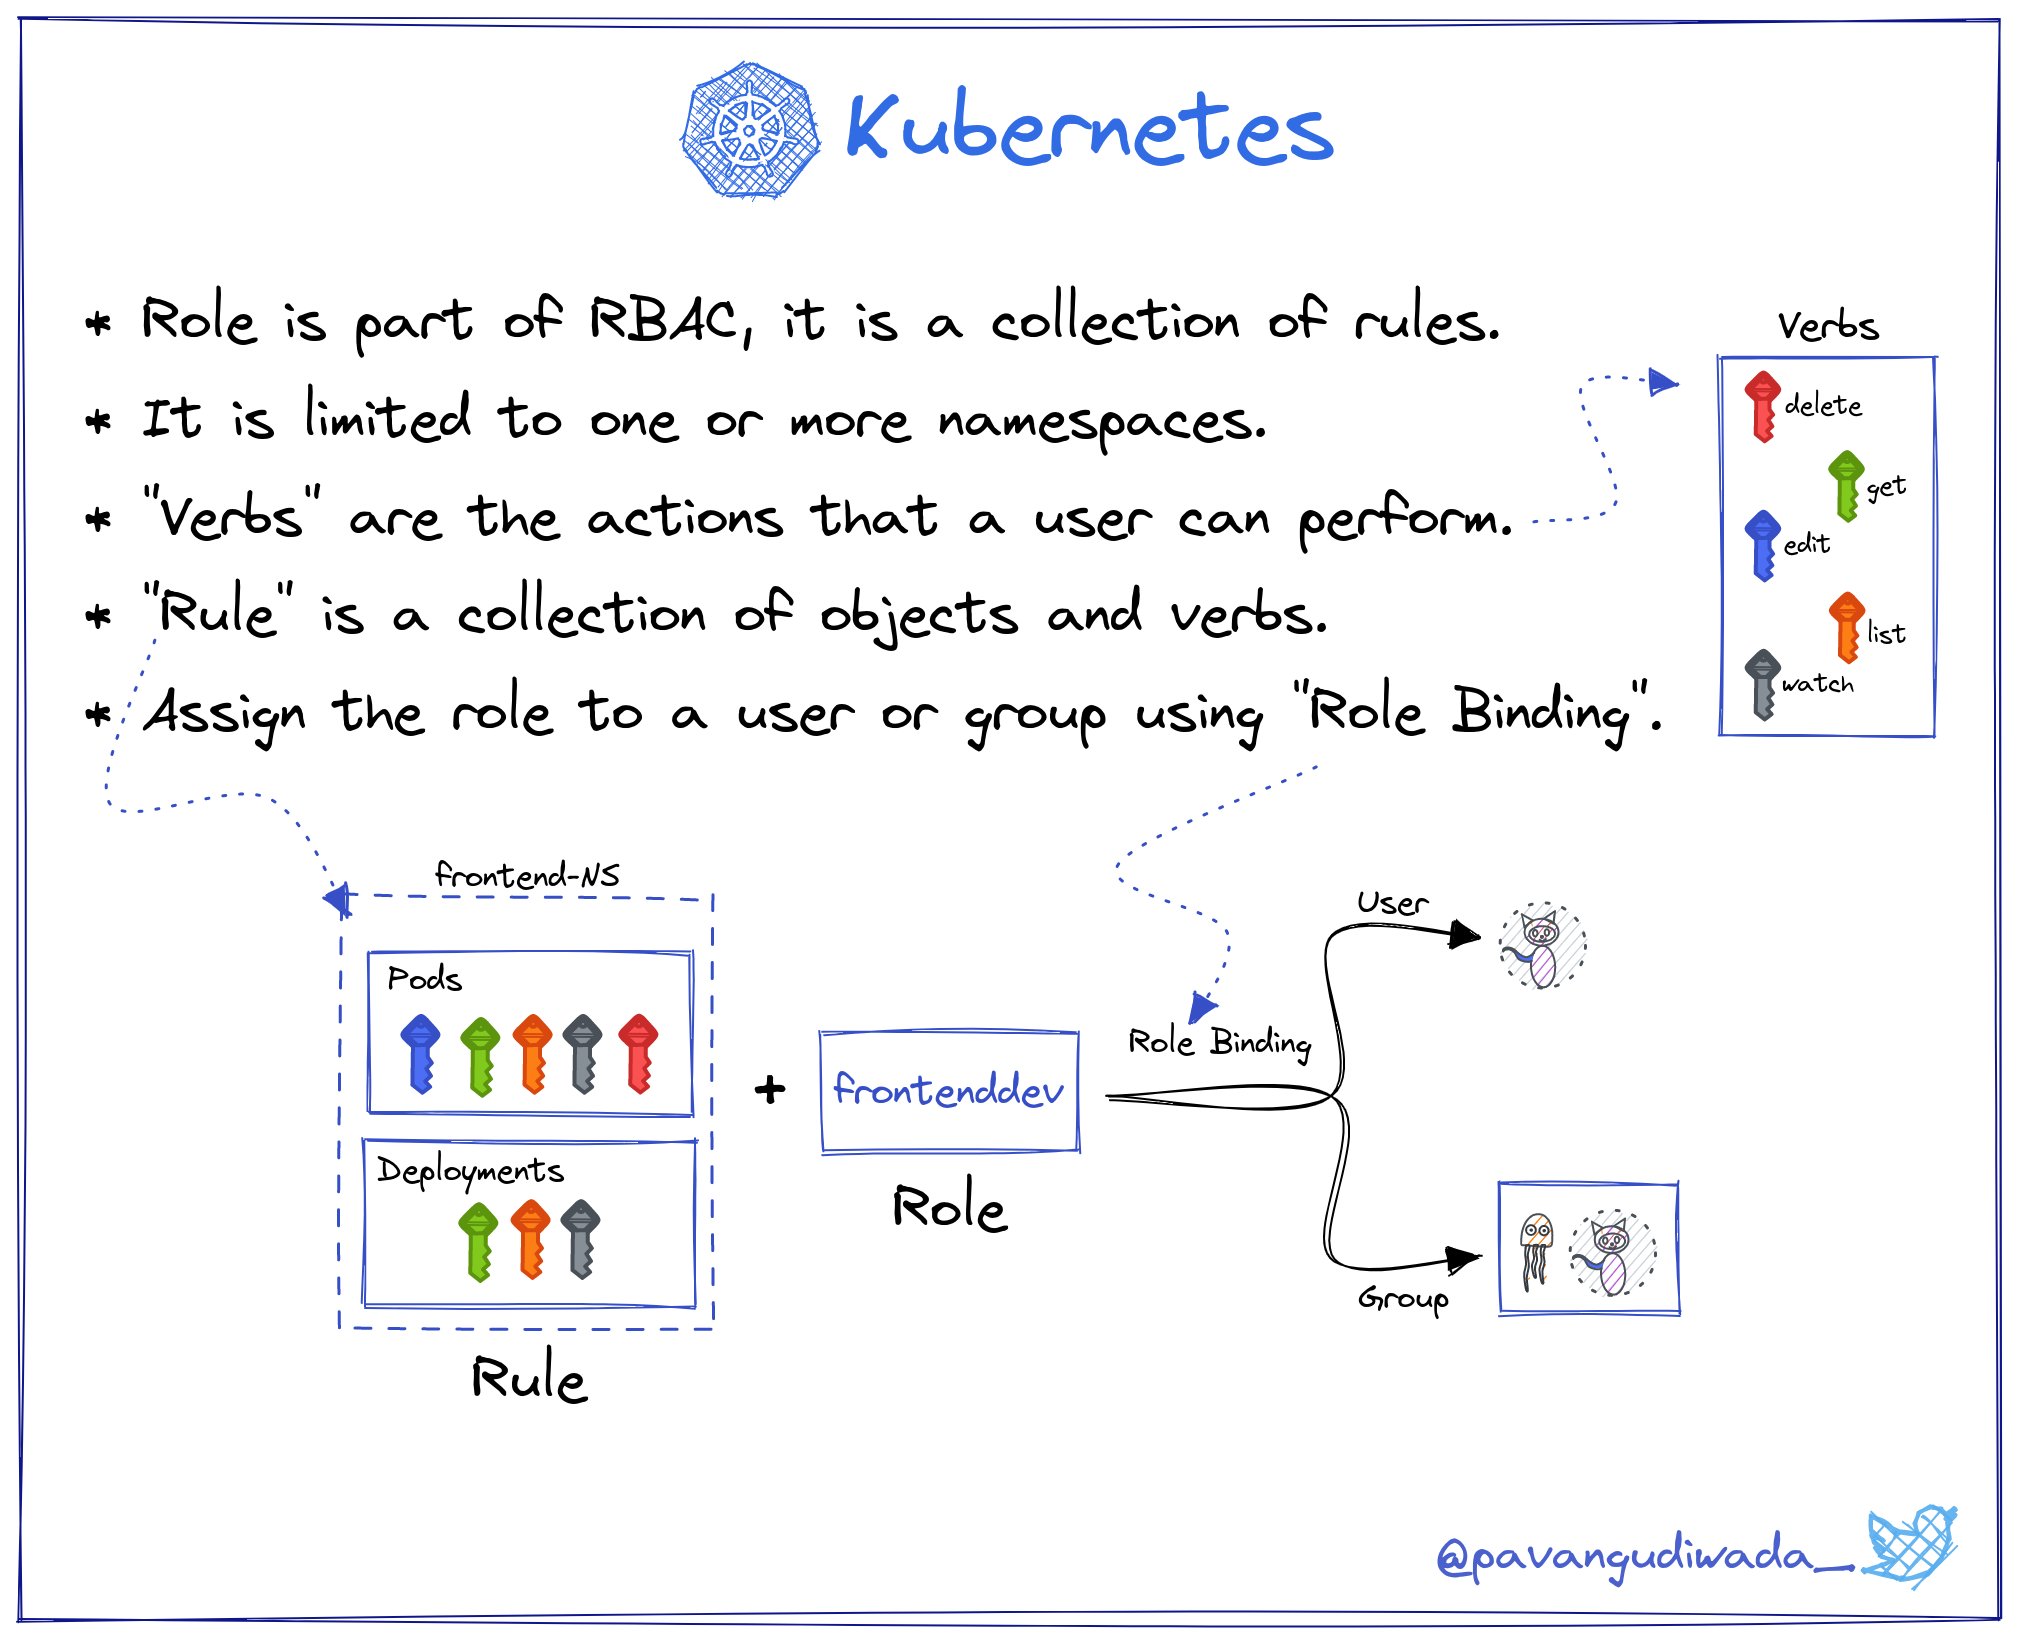 Kubernetes
* Role is part of RBAC, it is a collection of rules.
* It is limited to one or more namespaces.
* "Verbs" are the actions that a user can perform.
* "Rule" is a collection of objects and verbs.
* Assign the role to a user or group using "Role Binding".
Verbs
delete
get
edit
list
watch
frontend-NS
Pods
Deployments
Rule
+
frontenddev
Role
Role Binding
User
Group
@pavangudiwada_